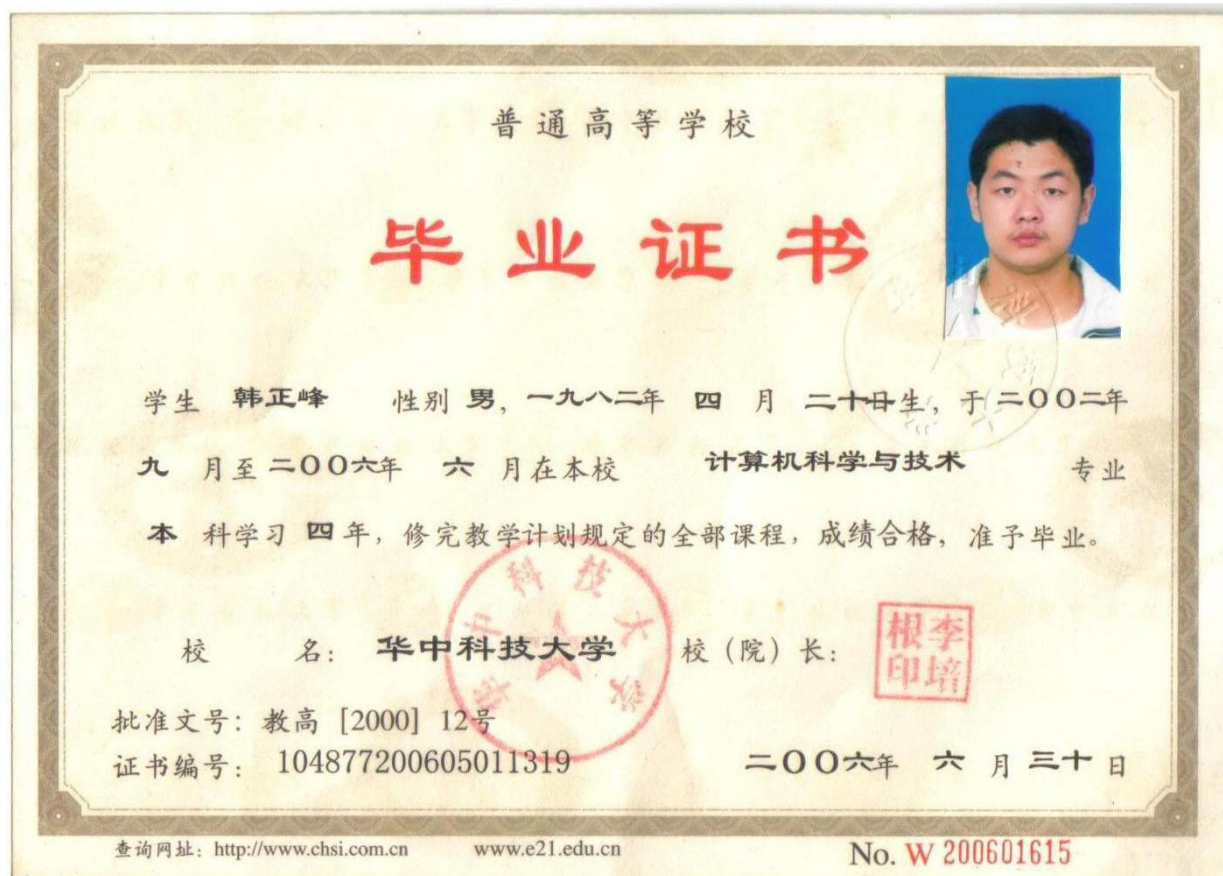 普通高等学校
毕业证书
学生 韩正峰 性别 男，一九八二年 四 月 二十日生，于二〇〇二年
九 月至二〇〇六年 六 月在本校 计算机科学与技术 专业
本 科学习 四 年，修完教学计划规定的全部课程，成绩合格，准予毕业。
校 名：华中科技大学 校（院）长：
李培根印
华中科技大学
批准文号：教高 [2000] 12号
证书编号：104877200605011319
二〇〇六年 六 月 三十 日
查询网址：http://www.chsi.com.cn www.e21.edu.cn
No. W 200601615